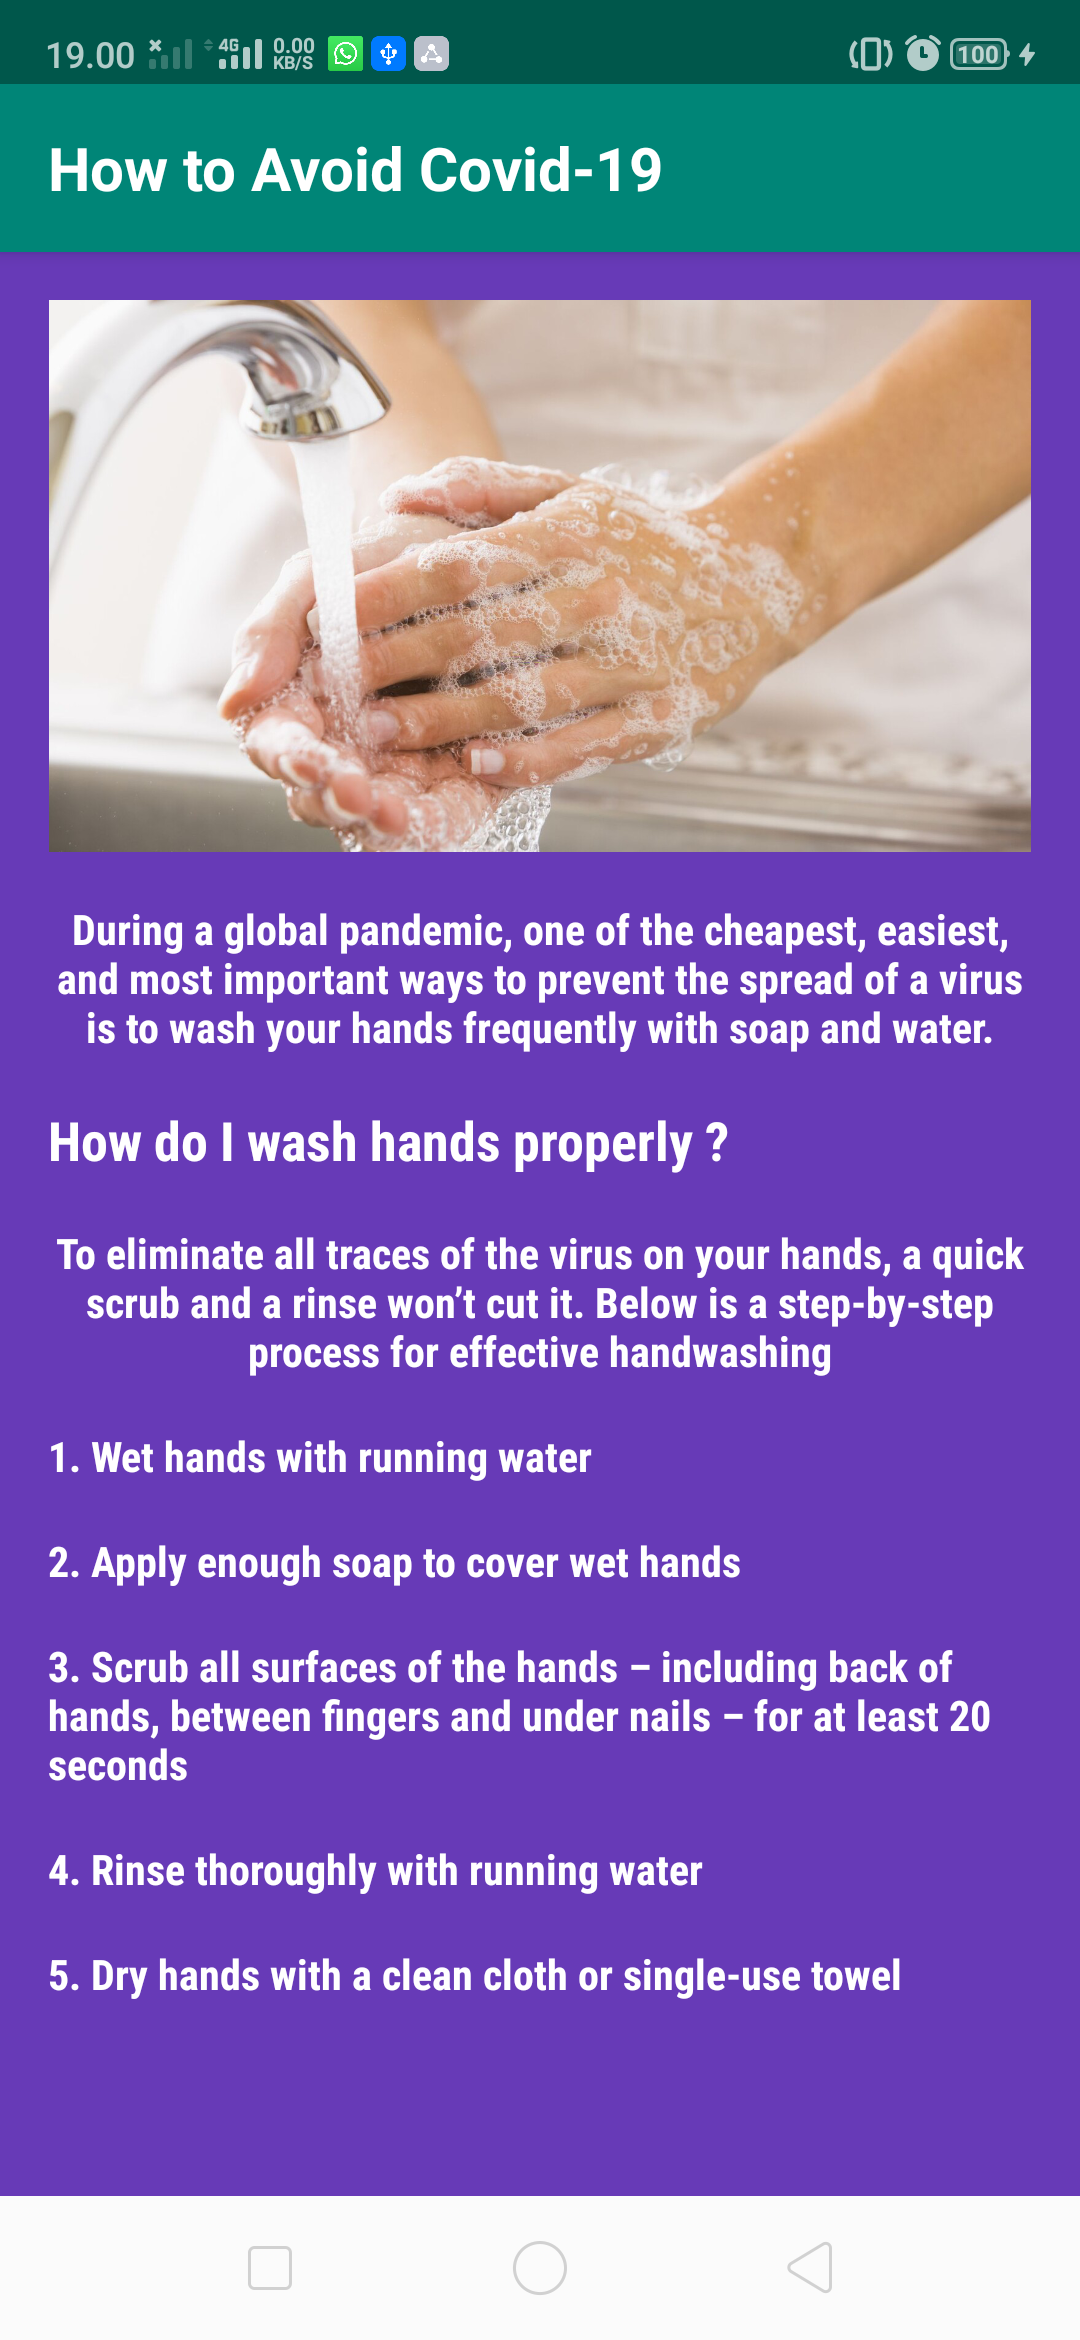 19.00 4G 0.00 KB/S 100
How to Avoid Covid-19
During a global pandemic, one of the cheapest, easiest,
and most important ways to prevent the spread of a virus
is to wash your hands frequently with soap and water.
How do I wash hands properly ?
To eliminate all traces of the virus on your hands, a quick
scrub and a rinse won’t cut it. Below is a step-by-step
process for effective handwashing
1. Wet hands with running water
2. Apply enough soap to cover wet hands
3. Scrub all surfaces of the hands – including back of
hands, between fingers and under nails – for at least 20
seconds
4. Rinse thoroughly with running water
5. Dry hands with a clean cloth or single-use towel